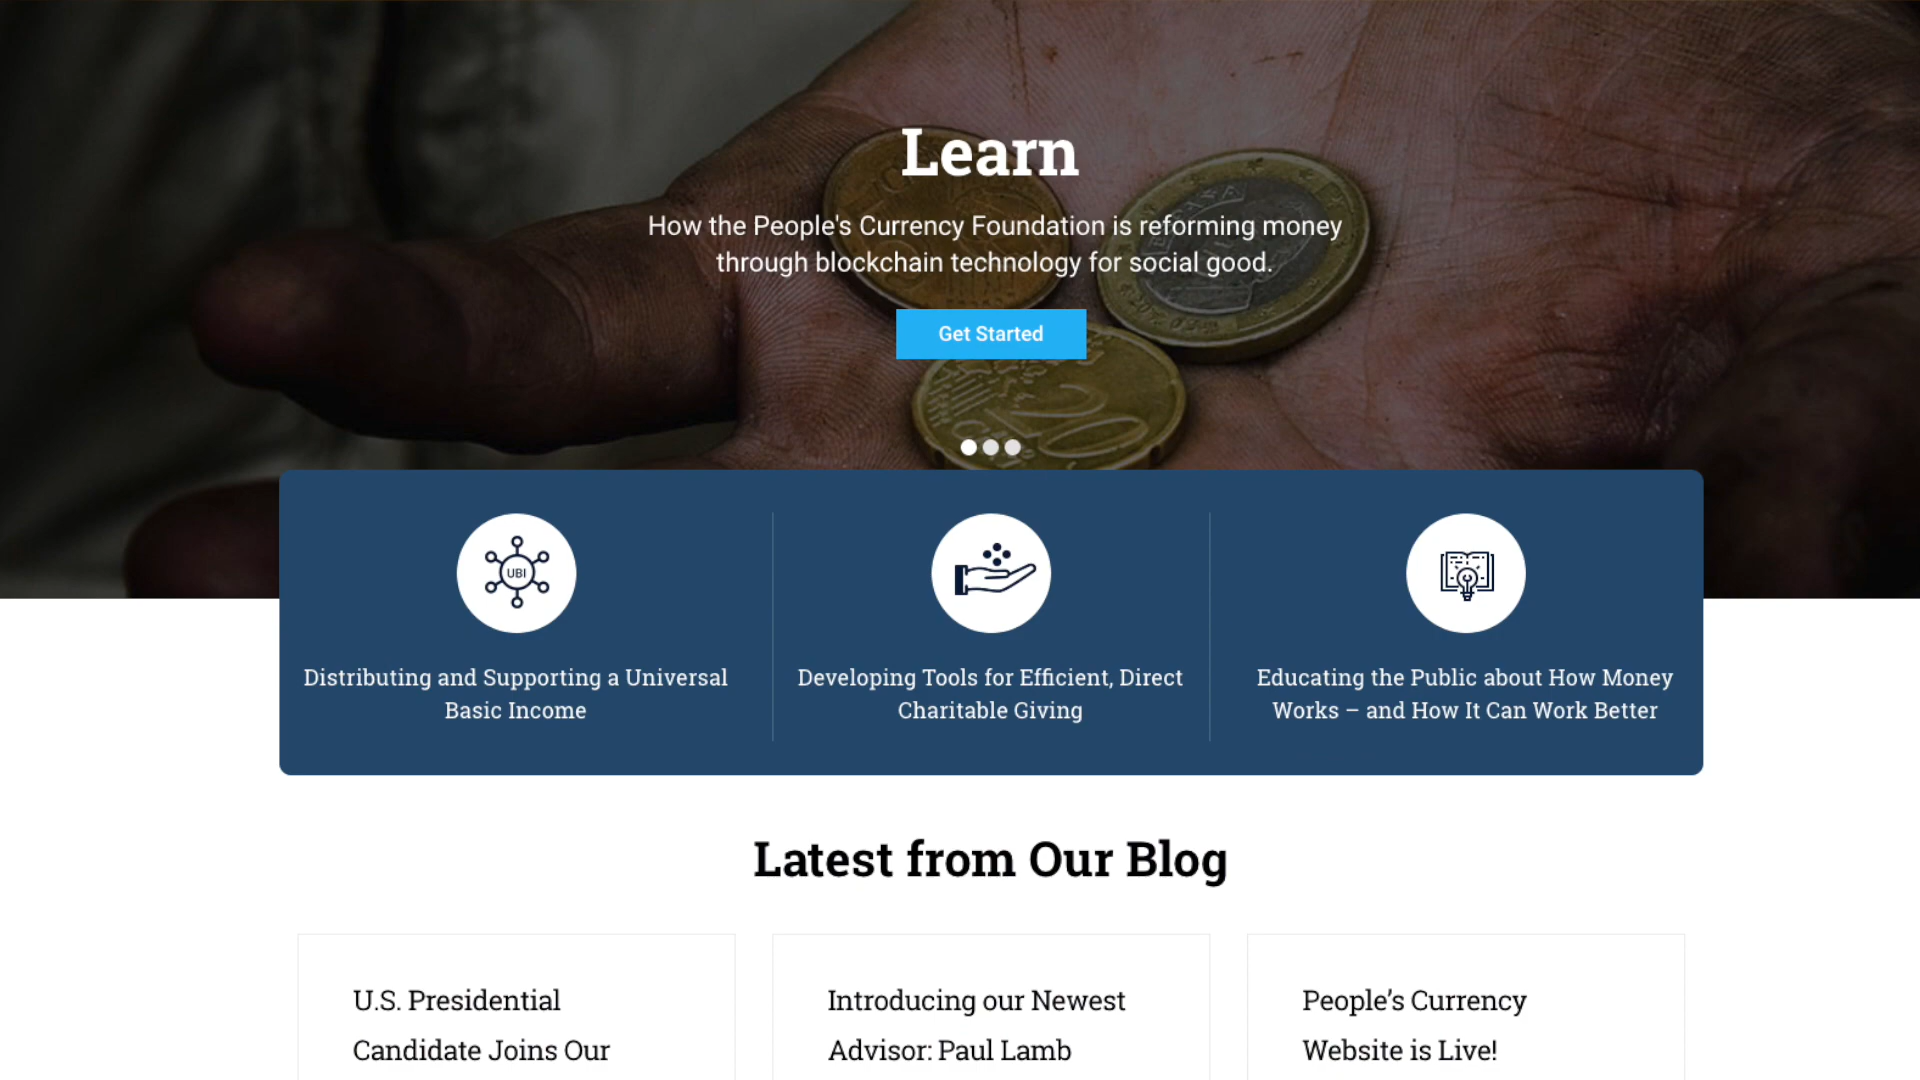 Learn
How the People's Currency Foundation is reforming money
through blockchain technology for social good.
Get Started
20
UBI
Distributing and Supporting a Universal
Basic Income
Developing Tools for Efficient, Direct
Charitable Giving
Educating the Public about How Money
Works – and How It Can Work Better
Latest from Our Blog
U.S. Presidential
Candidate Joins Our
Introducing our Newest
Advisor: Paul Lamb
People’s Currency
Website is Live!